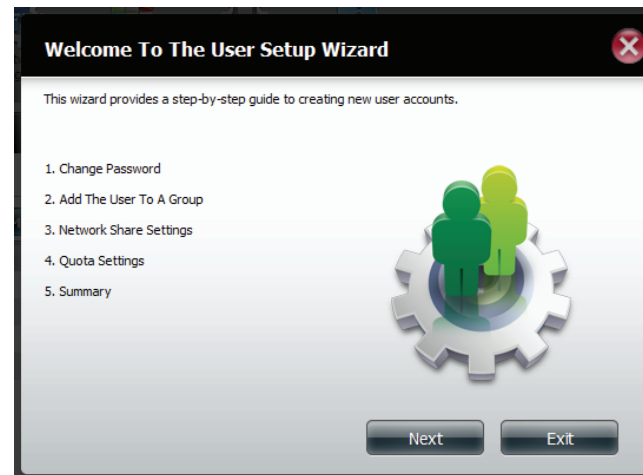 Welcome To The User Setup Wizard
This wizard provides a step-by-step guide to creating new user accounts.
1. Change Password
2. Add The User To A Group
3. Network Share Settings
4. Quota Settings
5. Summary
Next
Exit